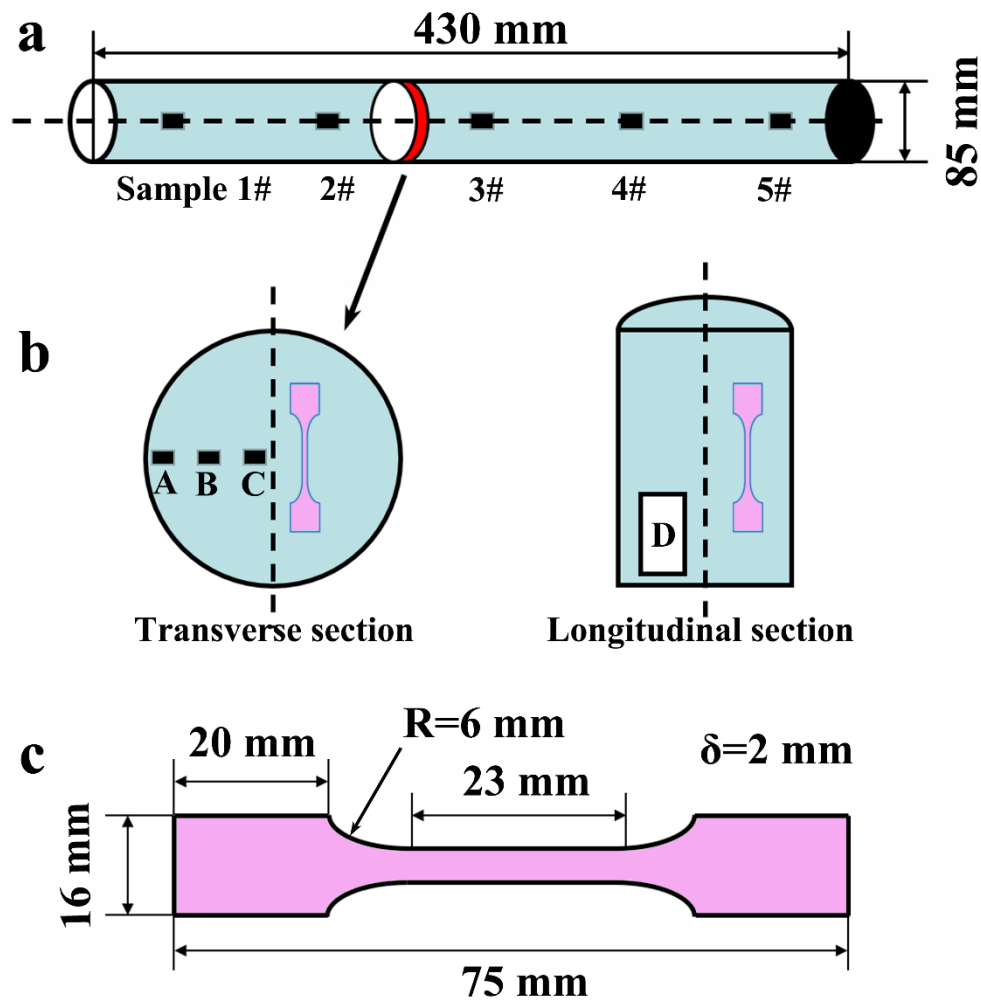 a
430 mm
85 mm
Sample 1# 2# 3# 4# 5#
b
A B C
D
Transverse section
Longitudinal section
c
20 mm
R=6 mm
23 mm
δ=2 mm
16 mm
75 mm